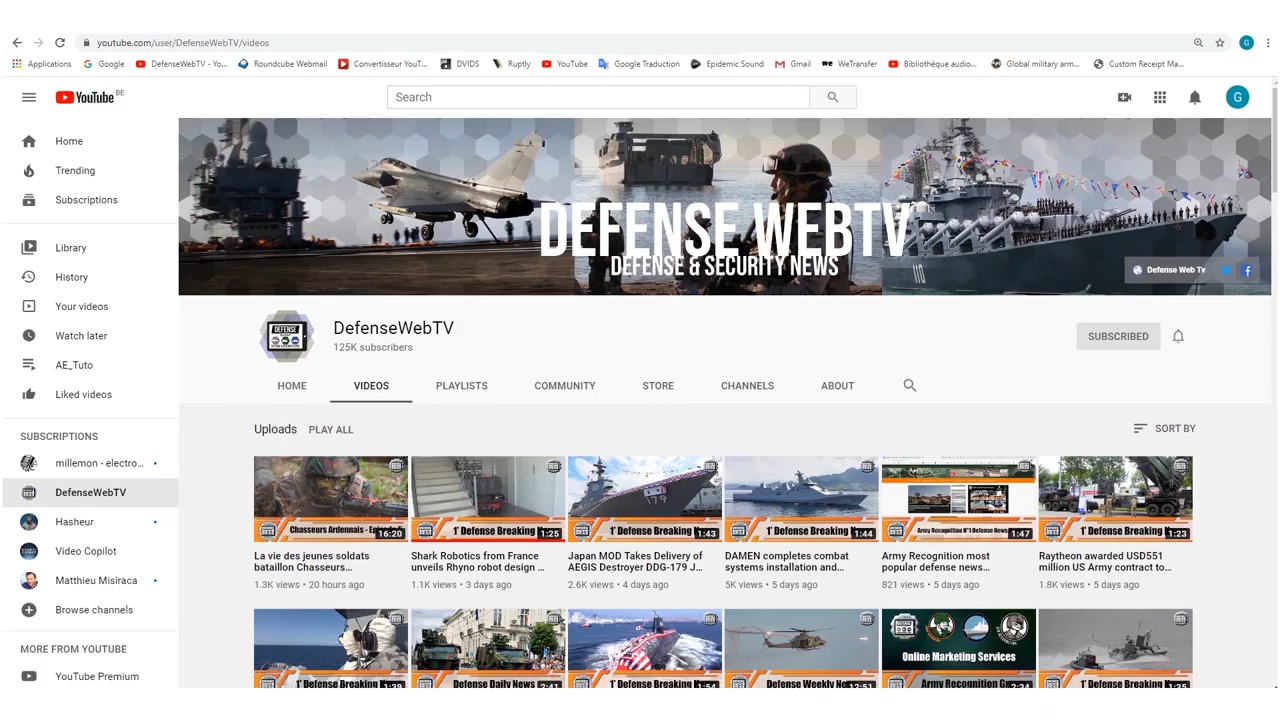 youtube.com/user/DefenseWebTV/videos
Applications Google DefenseWebTV - Yo... Roundcube Webmail Convertisseur YouT... DVIDS Ruptly YouTube Google Traduction Epidemic Sound Gmail WeTransfer Bibliothèque audio... Global military arm... Custom Receipt Ma...
YouTube BE
Search
G
Home
Trending
Subscriptions
Library
History
Your videos
Watch later
AE_Tuto
Liked videos
SUBSCRIPTIONS
millemon - electro...
DefenseWebTV
Hasheur
Video Copilot
Matthieu Misiraca
Browse channels
MORE FROM YOUTUBE
YouTube Premium
DEFENSE WEBTV
DEFENSE & SECURITY NEWS
110
Defense Web Tv
DEFENSE
DefenseWebTV
125K subscribers
SUBSCRIBED
HOME VIDEOS PLAYLISTS COMMUNITY STORE CHANNELS ABOUT
Uploads PLAY ALL
SORT BY
Chasseurs Ardennais - Episode
16:20
La vie des jeunes soldats
bataillon Chasseurs...
1.3K views • 20 hours ago
1' Defense Breaking
1:25
Shark Robotics from France
unveils Rhyno robot design ...
1.1K views • 3 days ago
179
1' Defense Breaking
1:43
Japan MOD Takes Delivery of
AEGIS Destroyer DDG-179 J...
2.6K views • 4 days ago
1' Defense Breaking
1:44
DAMEN completes combat
systems installation and...
5K views • 5 days ago
Army Recognition N°1 Defense News
1:47
Army Recognition most
popular defense news...
821 views • 5 days ago
1' Defense Breaking
1:23
Raytheon awarded USD551
million US Army contract to...
1.8K views • 5 days ago
1' Defense Breaking
Defense Daily News
1' Defense Breaking
Defense Weekly News
Online Marketing Services
Army Recognition
1' Defense Breaking